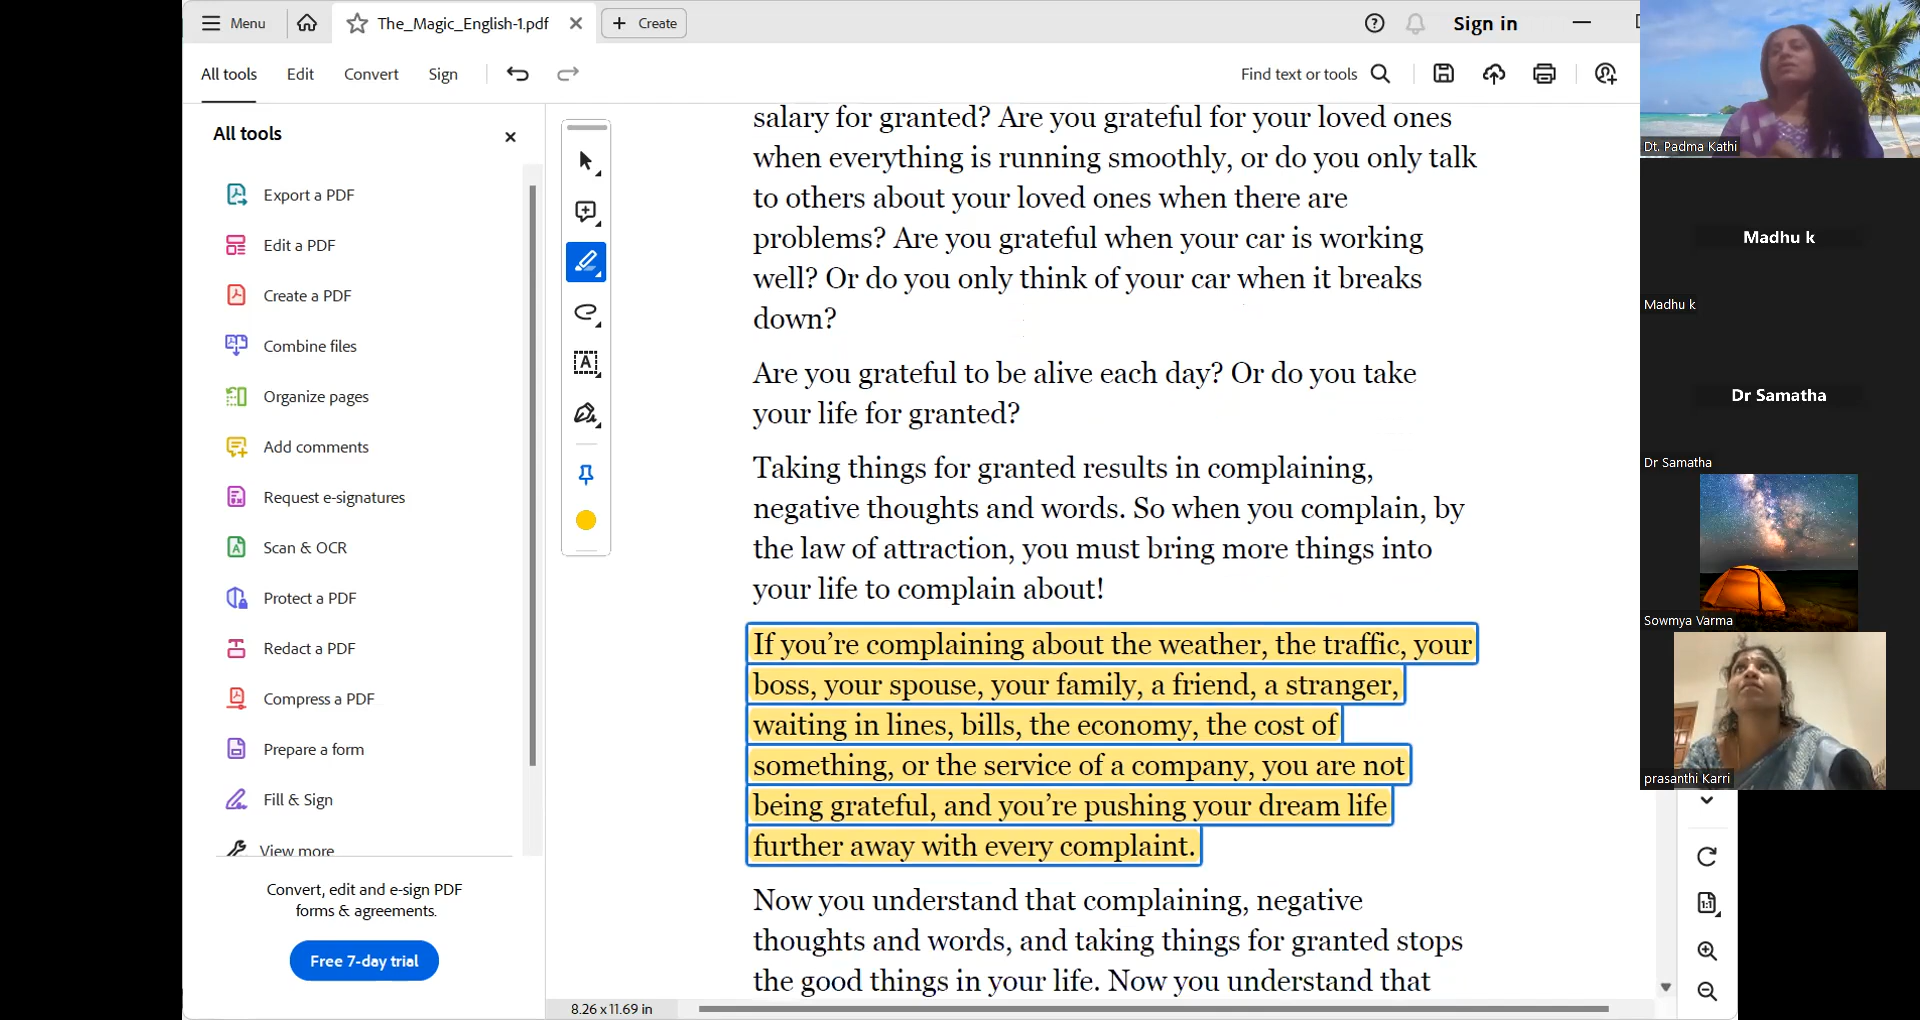 Menu
The_Magic_English-1.pdf
Create
Sign in
All tools
Edit
Convert
Sign
Find text or tools
All tools
Export a PDF
Edit a PDF
Create a PDF
Combine files
Organize pages
Add comments
Request e-signatures
Scan & OCR
Protect a PDF
Redact a PDF
Compress a PDF
Prepare a form
Fill & Sign
View more
Convert, edit and e-sign PDF
forms & agreements.
Free 7-day trial
salary for granted? Are you grateful for your loved ones
when everything is running smoothly, or do you only talk
to others about your loved ones when there are
problems? Are you grateful when your car is working
well? Or do you only think of your car when it breaks
down?
Are you grateful to be alive each day? Or do you take
your life for granted?
Taking things for granted results in complaining,
negative thoughts and words. So when you complain, by
the law of attraction, you must bring more things into
your life to complain about!
If you’re complaining about the weather, the traffic, your
boss, your spouse, your family, a friend, a stranger,
waiting in lines, bills, the economy, the cost of
something, or the service of a company, you are not
being grateful, and you’re pushing your dream life
further away with every complaint.
Now you understand that complaining, negative
thoughts and words, and taking things for granted stops
the good things in your life. Now you understand that
8.26 x 11.69 in
Dt. Padma Kathi
Madhu k
Madhu k
Dr Samatha
Dr Samatha
Sowmya Varma
prasanthi Karri
1:1